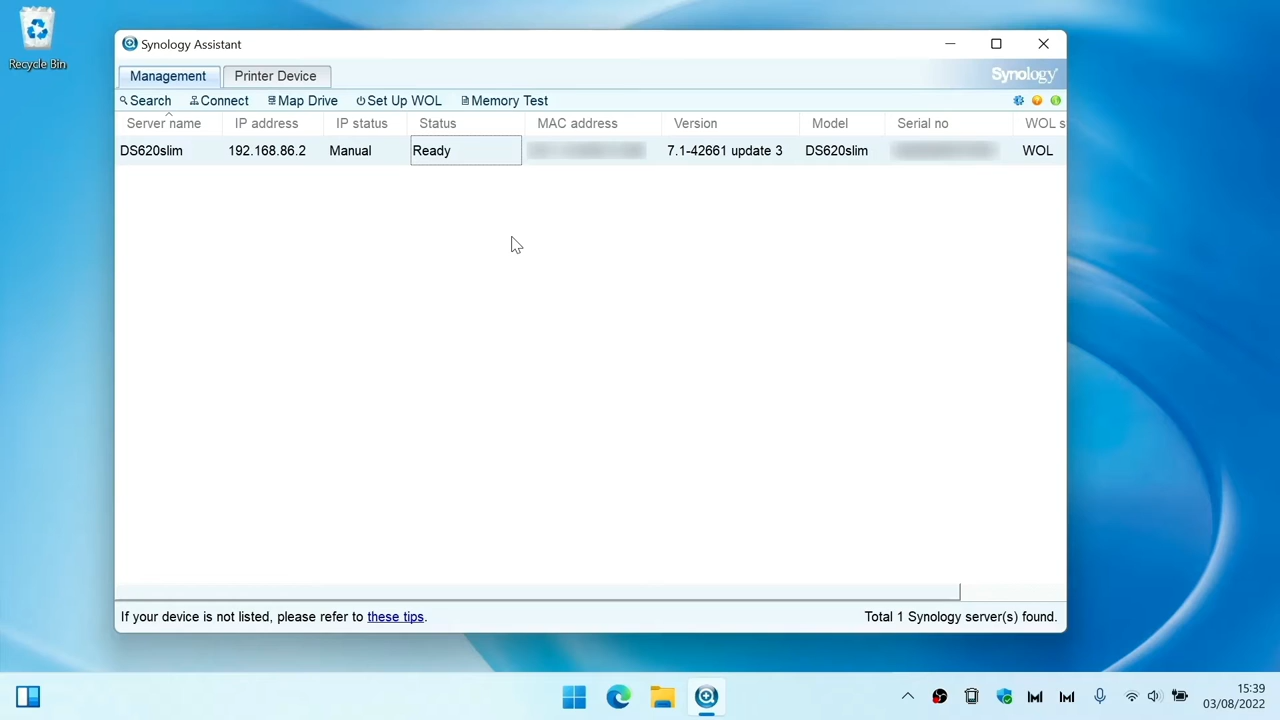 Recycle Bin
Synology Assistant
Management Printer Device
Synology
Search Connect Map Drive Set Up WOL Memory Test
Server name IP address IP status Status MAC address Version Model Serial no WOL s
DS620slim 192.168.86.2 Manual Ready 7.1-42661 update 3 DS620slim WOL
If your device is not listed, please refer to these tips. Total 1 Synology server(s) found.
15:39
03/08/2022